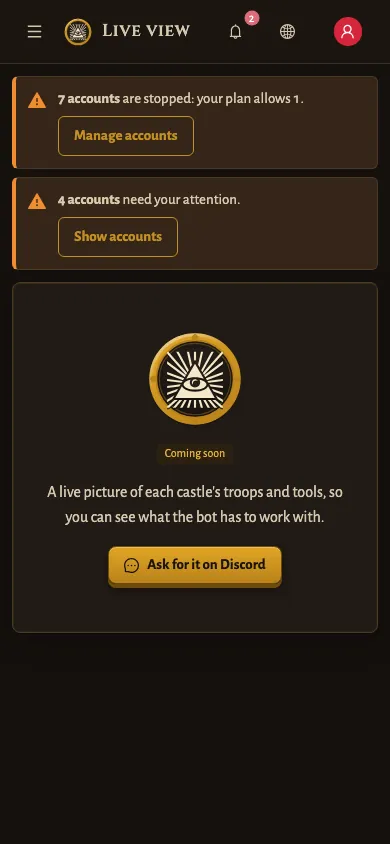 Live view
2
7 accounts are stopped: your plan allows 1.
Manage accounts
4 accounts need your attention.
Show accounts
Coming soon
A live picture of each castle's troops and tools, so
you can see what the bot has to work with.
Ask for it on Discord